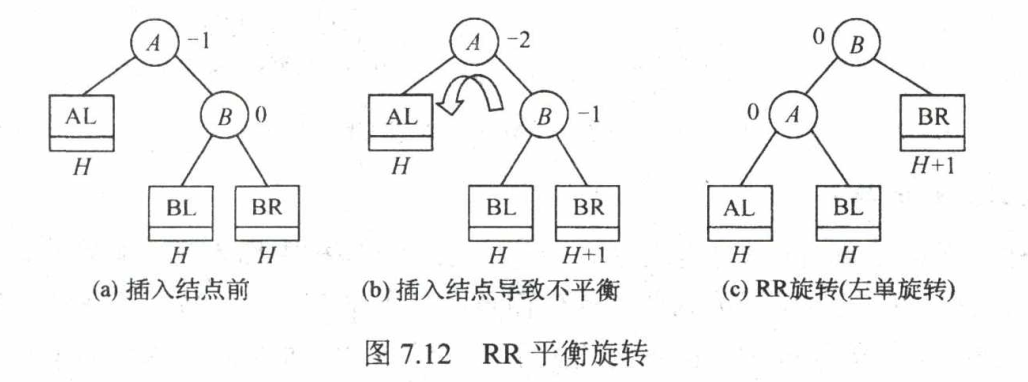 A -1
AL
H
B 0
BL
H
BR
H
(a) 插入结点前
A -2
AL
H
B -1
BL
H
BR
H+1
(b) 插入结点导致不平衡
0 B
0 A
BR
H+1
AL
H
BL
H
(c) RR旋转(左单旋转)
图 7.12 RR 平衡旋转